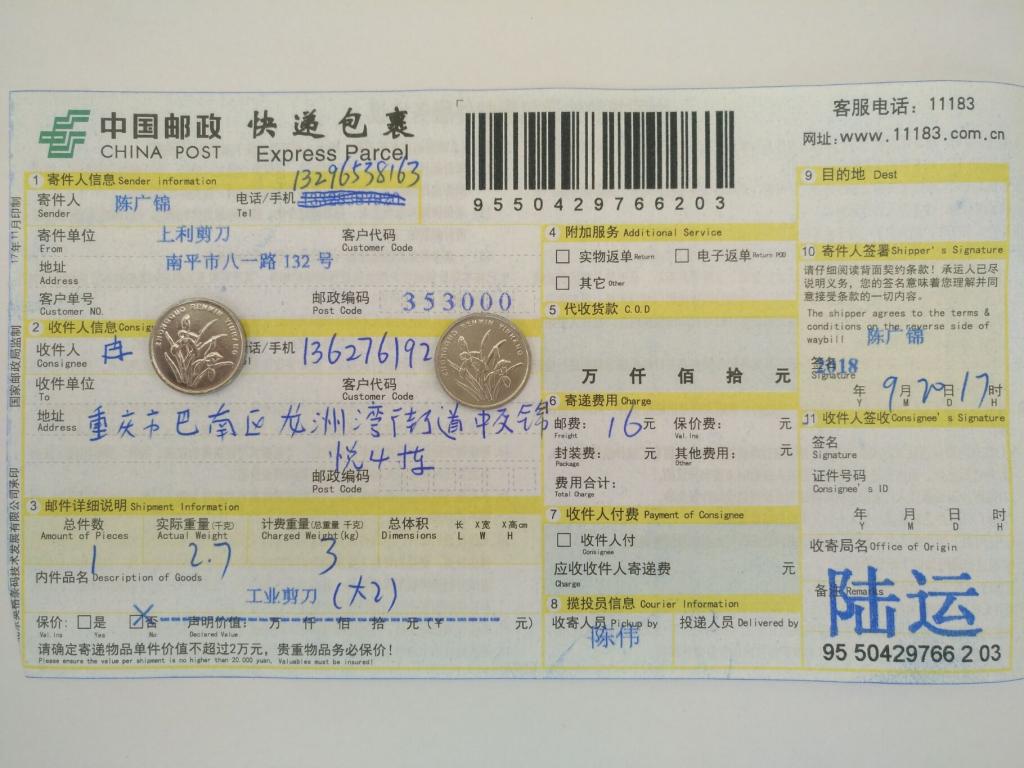 中国邮政 快递包裹
CHINA POST Express Parcel
9550429766203
客服电话：11183
网址：www.11183.com.cn
1 寄件人信息 Sender information
13296538163
寄件人 陈广锦 电话/手机
Sender Tel
寄件单位 上利剪刀 客户代码
From Customer Code
地址 南平市八一路 132 号
Address
客户单号 邮政编码 353000
Customer NO. Post Code
2 收件人信息 Consig
收件人 冉 话/手机 136276192
Consignee
收件单位 客户代码
To Customer Code
地址 重庆市巴南区龙洲湾街道中交锦
Address
悦4栋
邮政编码
Post Code
3 邮件详细说明 Shipment Information
总件数 实际重量(千克) 计费重量(总重量 千克) 总体积 长 X宽 X高cm
Amount of Pieces Actual Weight Charged Weight(kg) Dimensions L W H
1 2.7 3
内件品名 Description of Goods
工业剪刀 (大2)
保价： 是 否 声明价值： 万 仟 佰 拾 元(￥ 元)
Val.ins Yes Declared Value
请确定寄递物品单件价值不超过2万元，贵重物品务必保价！
Please ensure the value per shipment is no higher than 20.000 yuan, Valuables must be insured!
4 附加服务 Additional Service
实物返单 Return 电子返单 Return POD
其它 Other
5 代收货款 C.O.D
万 仟 佰 拾 元
6 寄递费用 Charge
邮费： 16 元 保价费： 元
Freight Val.Ins
封装费： 元 其他费用： 元
Package Other
费用合计：
Total Charge
7 收件人付费 Payment of Consignee
收件人付
Consignee
应收收件人寄递费 元
Charge
8 揽投员信息 Courier Information
收寄人员 Pickup by 投递人员 Delivered by
陈伟
9 目的地 Dest
10 寄件人签署 Shipper's Signature
请仔细阅读背面契约条款！承运人已尽
说明义务，您的签名意味着您理解并同
意接受条款的一切内容。
The shipper agrees to the terms &
conditions on the reverse side of
waybill 陈广锦
签名 2018
Signature
年 9月20日17时
Y M D H
11 收件人签收 Consignee's Signature
签名
Signature
证件号码
Consignee's ID
年 月 日 时
Y M D H
收寄局名 Office of Origin
备注 Remarks
陆运
95 50429766 2 03
17年11月印制
国家邮政局监制